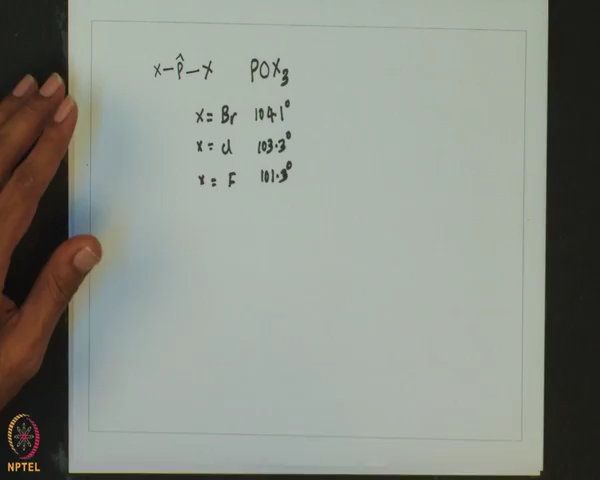 X-P̂-X POX₃
X = Br 104.1°
X = Cl 103.3°
X = F 101.3°
NPTEL